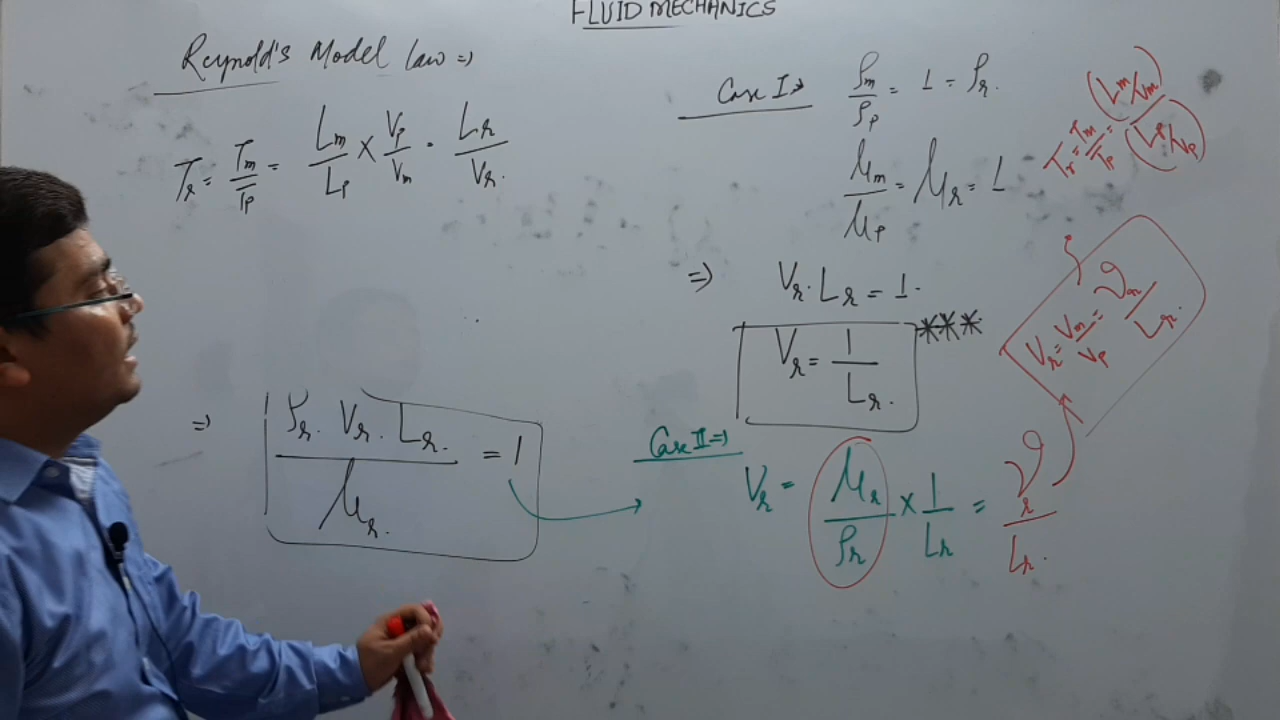 FLUID MECHANICS
Reynold's Model law ⇒
Tr = Tm/Tp = Lm/Lp × Vp/Vm · Lr/Vr.
⇒ ρr. Vr. Lr. / μr. = 1
Case I ⇒ ρm/ρp = 1 = ρr.
μm/μp = μr = 1
⇒ Vr. Lr = 1.
Vr = 1/Lr. ***
Case II ⇒
Vr = μr/ρr × 1/Lr = νr/Lr.
Tr = Tm/Tp = (Lm/Vm)/(Lp/Vp)
Vr = Vm/Vp = νr/Lr.